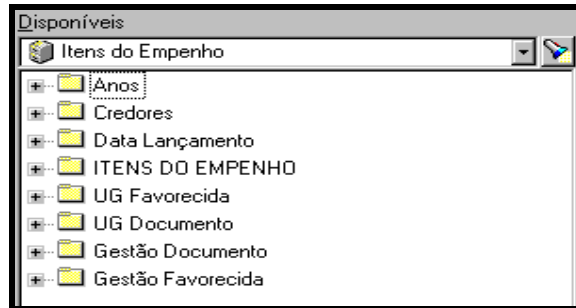 Disponíveis
Itens do Empenho
Anos
Credores
Data Lançamento
ITENS DO EMPENHO
UG Favorecida
UG Documento
Gestão Documento
Gestão Favorecida